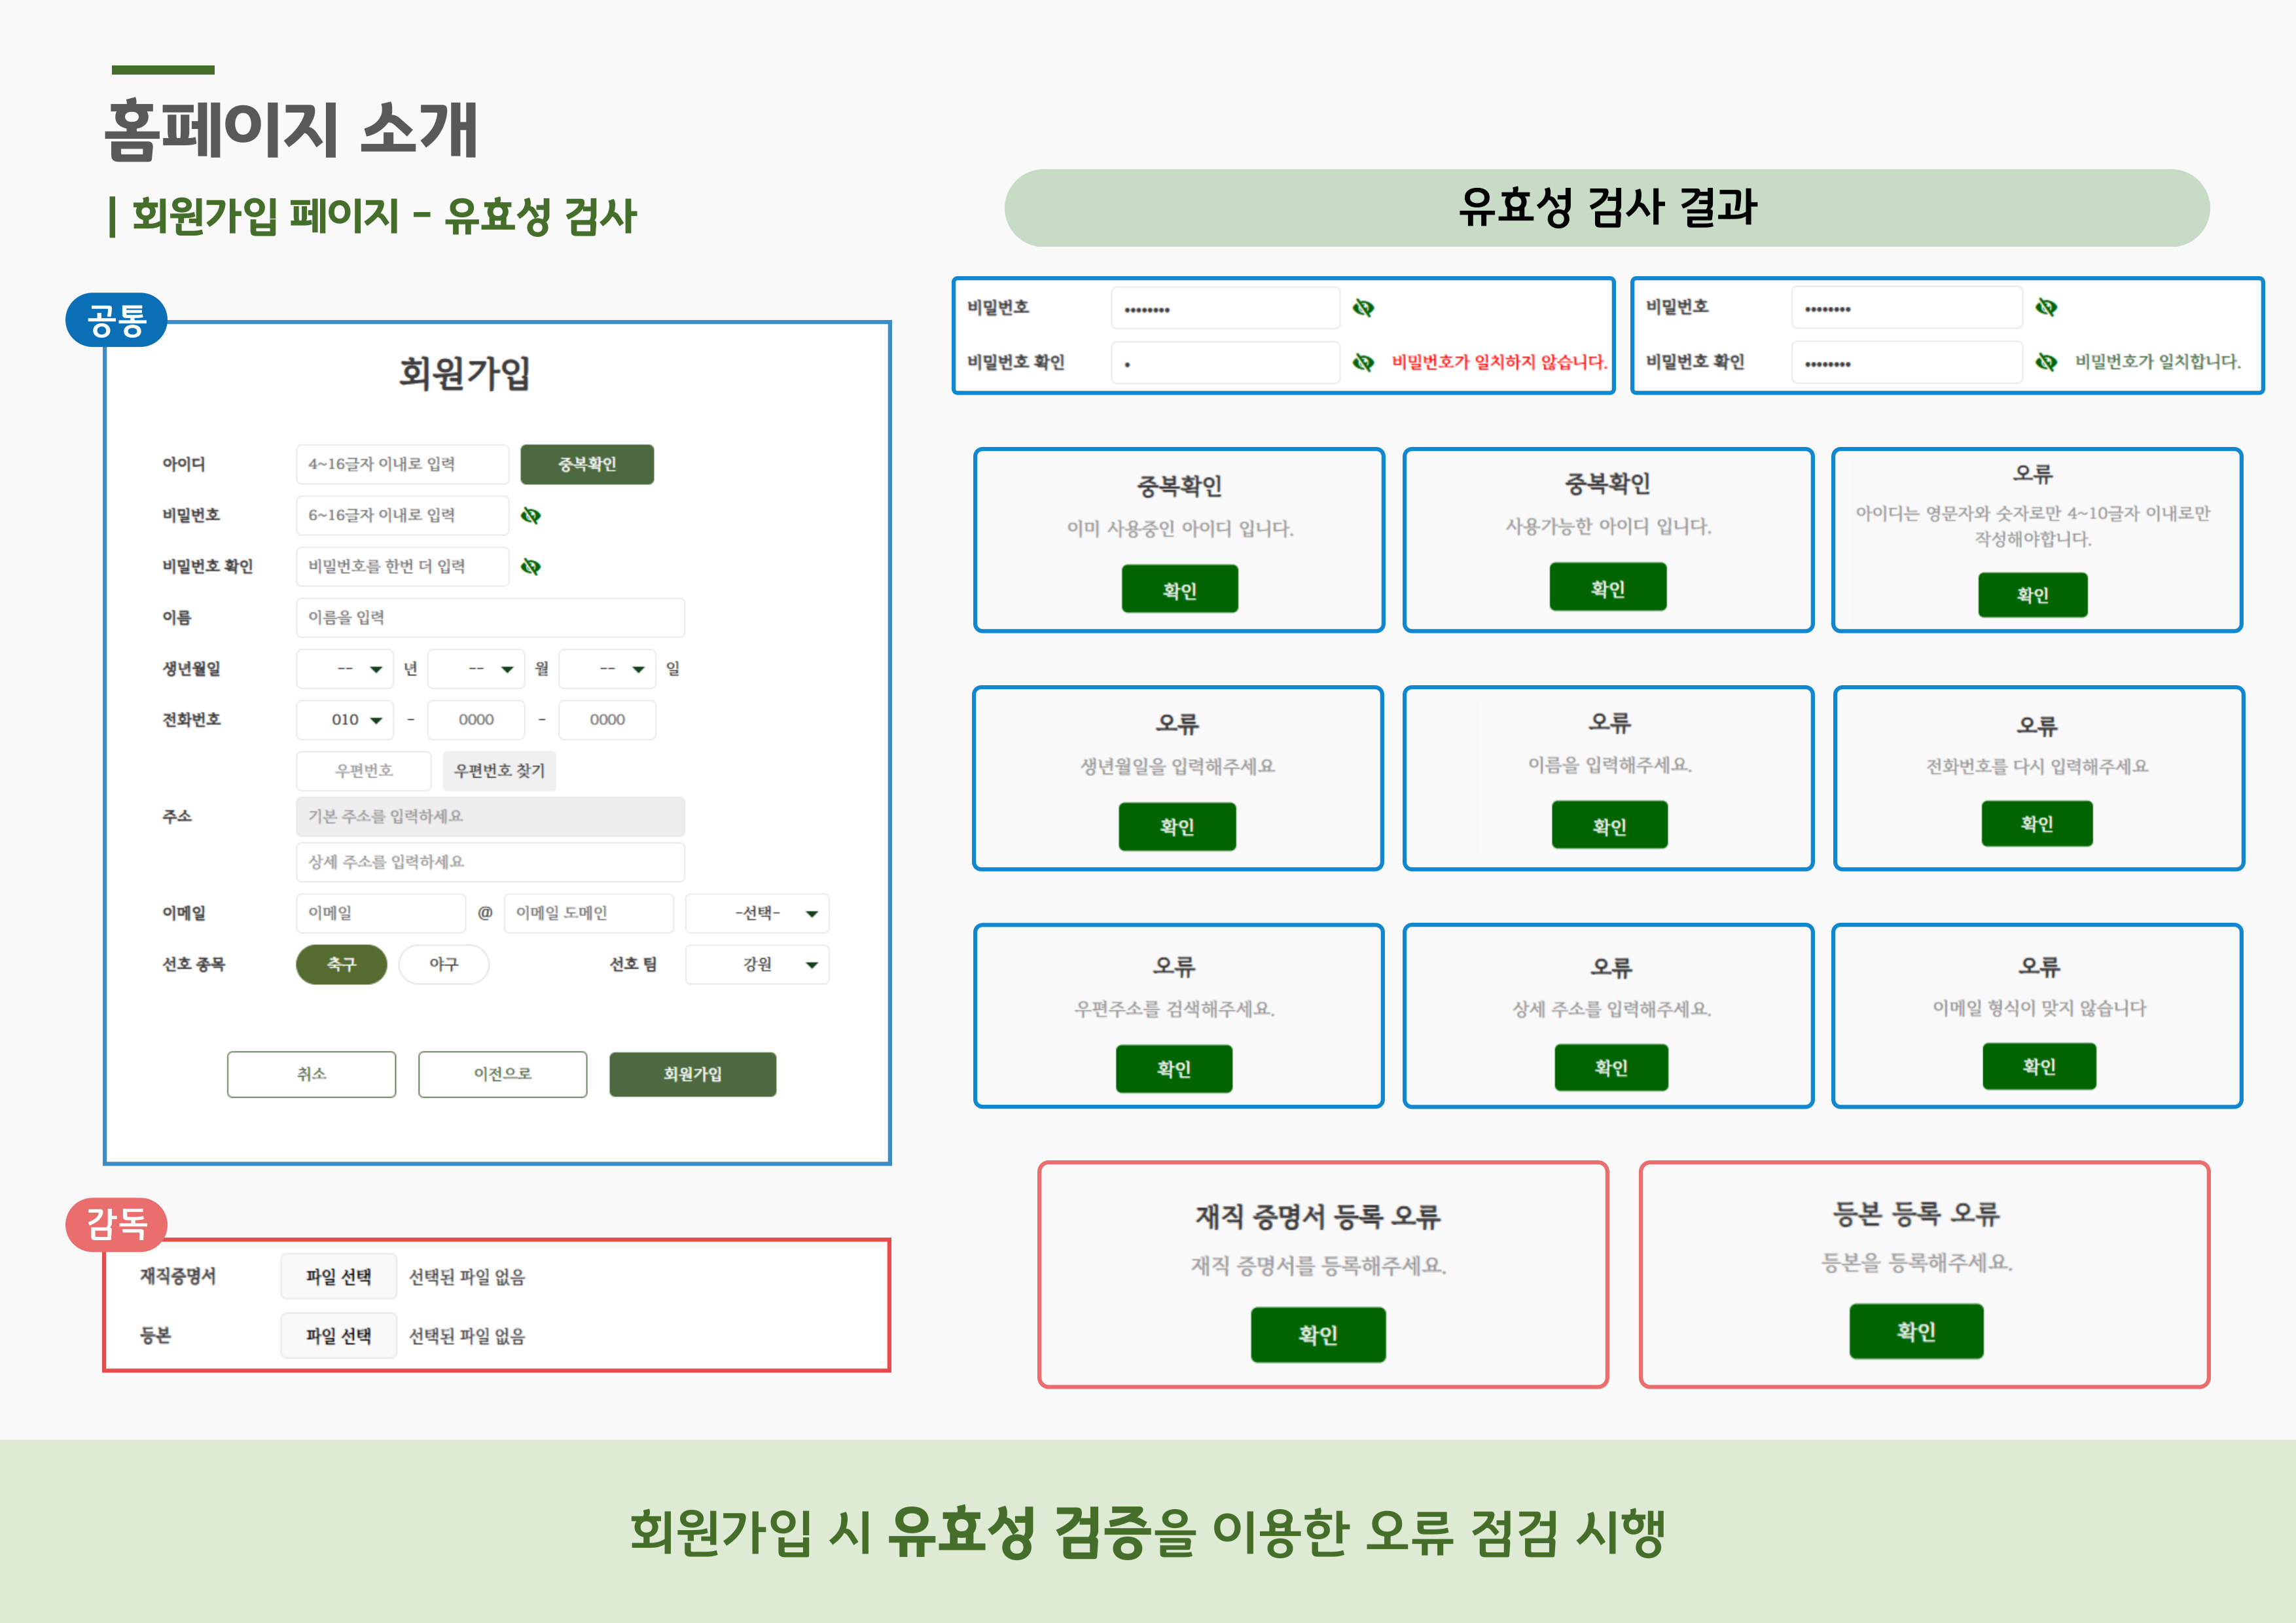 홈페이지 소개
| 회원가입 페이지 - 유효성 검사
공통
회원가입
아이디 4~16글자 이내로 입력 중복확인
비밀번호 6~16글자 이내로 입력
비밀번호 확인 비밀번호를 한번 더 입력
이름 이름을 입력
생년월일 -- 년 -- 월 -- 일
전화번호 010 - 0000 - 0000
우편번호 우편번호 찾기
주소 기본 주소를 입력하세요
상세 주소를 입력하세요
이메일 이메일 @ 이메일 도메인 -선택-
선호 종목 축구 야구 선호 팀 강원
취소 이전으로 회원가입
감독
재직증명서 파일 선택 선택된 파일 없음
등본 파일 선택 선택된 파일 없음
유효성 검사 결과
비밀번호 ••••••••
비밀번호 확인 • 비밀번호가 일치하지 않습니다.
비밀번호 ••••••••
비밀번호 확인 •••••••• 비밀번호가 일치합니다.
중복확인
이미 사용중인 아이디 입니다.
확인
중복확인
사용가능한 아이디 입니다.
확인
오류
아이디는 영문자와 숫자로만 4~10글자 이내로만
작성해야합니다.
확인
오류
생년월일을 입력해주세요
확인
오류
이름을 입력해주세요.
확인
오류
전화번호를 다시 입력해주세요
확인
오류
우편주소를 검색해주세요.
확인
오류
상세 주소를 입력해주세요.
확인
오류
이메일 형식이 맞지 않습니다
확인
재직 증명서 등록 오류
재직 증명서를 등록해주세요.
확인
등본 등록 오류
등본을 등록해주세요.
확인
회원가입 시 유효성 검증을 이용한 오류 점검 시행